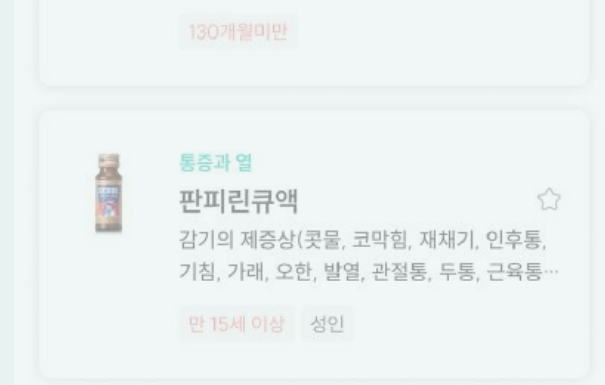 130개월미만
통증과 열
판피린큐액
감기의 제증상(콧물, 코막힘, 재채기, 인후통,
기침, 가래, 오한, 발열, 관절통, 두통, 근육통…
만 15세 이상 성인